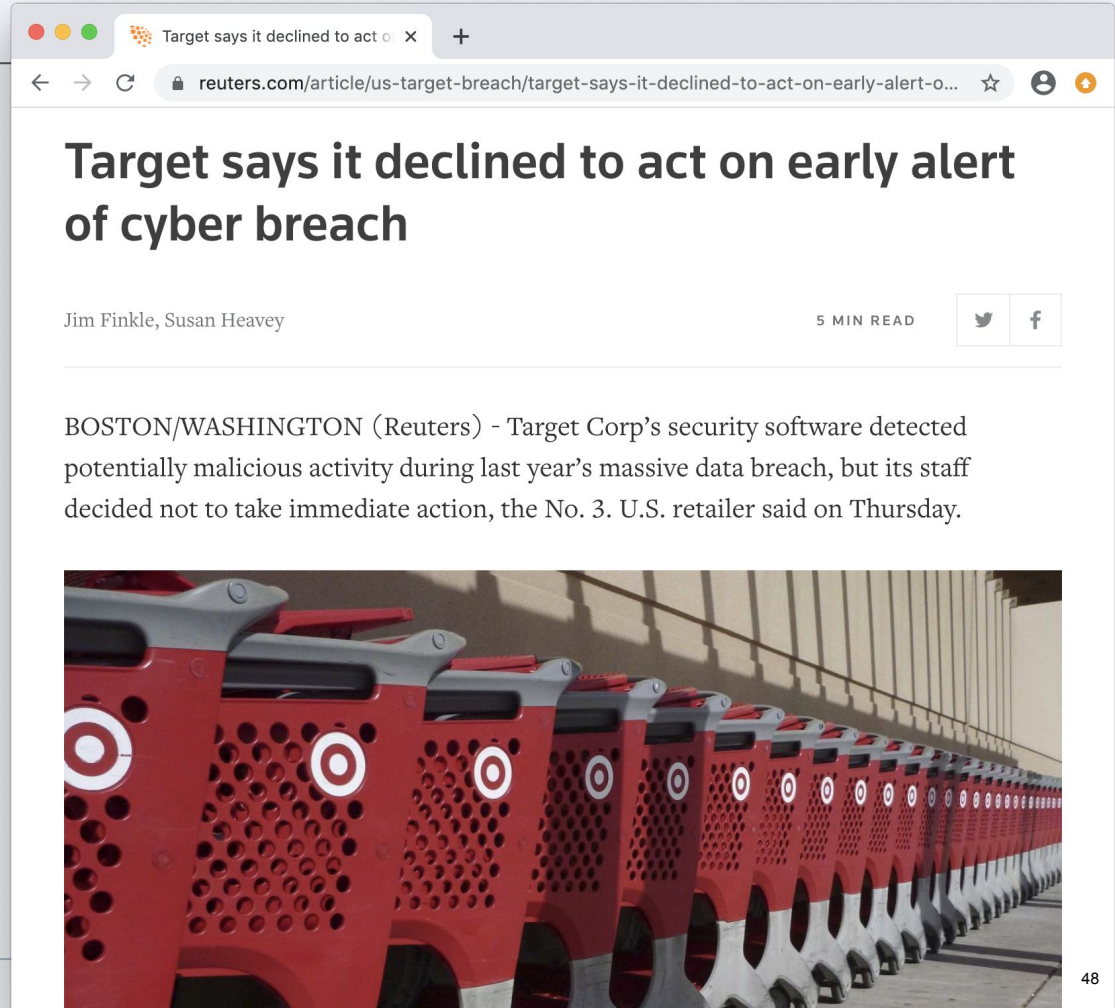 Target says it declined to act o
reuters.com/article/us-target-breach/target-says-it-declined-to-act-on-early-alert-o...
Target says it declined to act on early alert
of cyber breach
Jim Finkle, Susan Heavey
5 MIN READ
BOSTON/WASHINGTON (Reuters) - Target Corp’s security software detected
potentially malicious activity during last year’s massive data breach, but its staff
decided not to take immediate action, the No. 3. U.S. retailer said on Thursday.
48